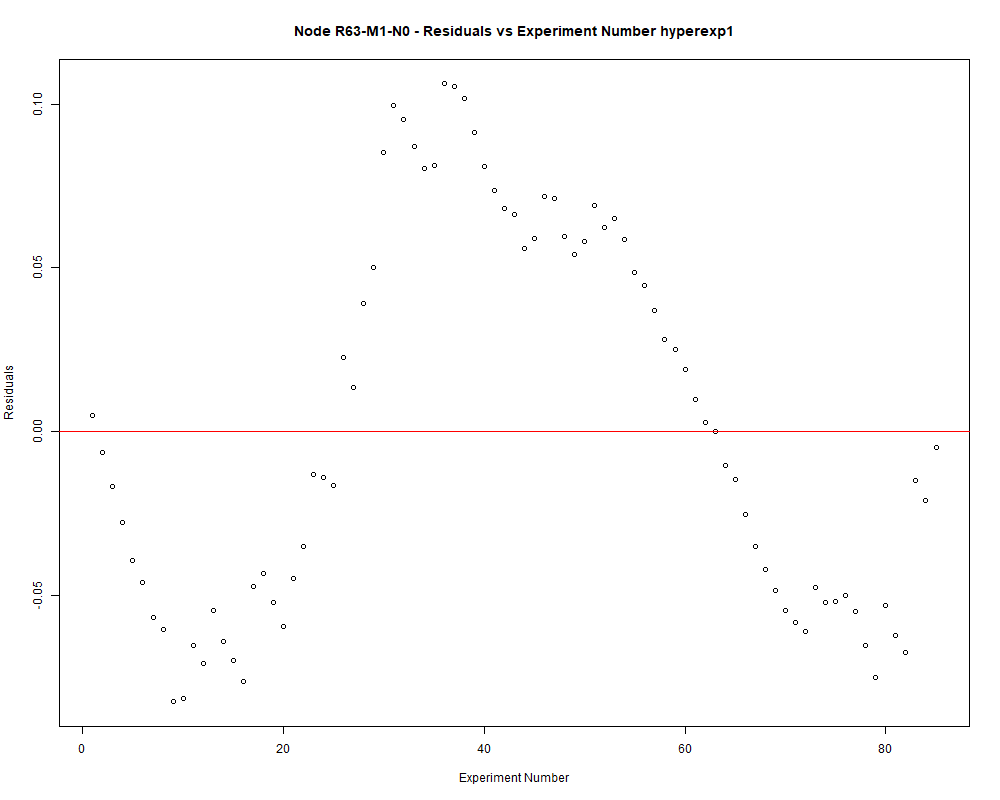 Node R63-M1-N0 - Residuals vs Experiment Number hyperexp1
0.10
0.05
0.00
-0.05
Residuals
0 20 40 60 80
Experiment Number